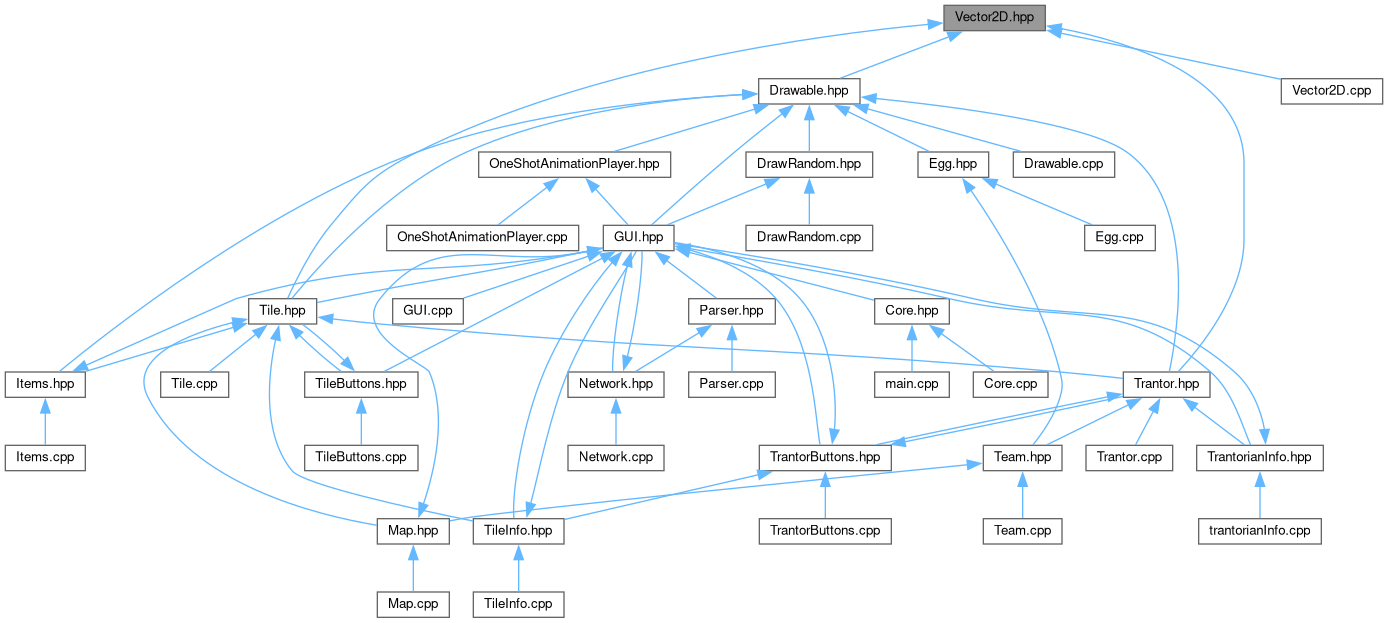 Vector2D.hpp
Drawable.hpp
Vector2D.cpp
OneShotAnimationPlayer.hpp
DrawRandom.hpp
Egg.hpp
Drawable.cpp
OneShotAnimationPlayer.cpp
GUI.hpp
DrawRandom.cpp
Egg.cpp
Tile.hpp
GUI.cpp
Parser.hpp
Core.hpp
Items.hpp
Tile.cpp
TileButtons.hpp
Network.hpp
Parser.cpp
main.cpp
Core.cpp
Trantor.hpp
Items.cpp
TileButtons.cpp
Network.cpp
TrantorButtons.hpp
Team.hpp
Trantor.cpp
TrantorianInfo.hpp
Map.hpp
TileInfo.hpp
TrantorButtons.cpp
Team.cpp
trantorianInfo.cpp
Map.cpp
TileInfo.cpp